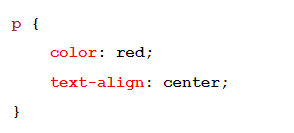 p {
    color: red;
    text-align: center;
}